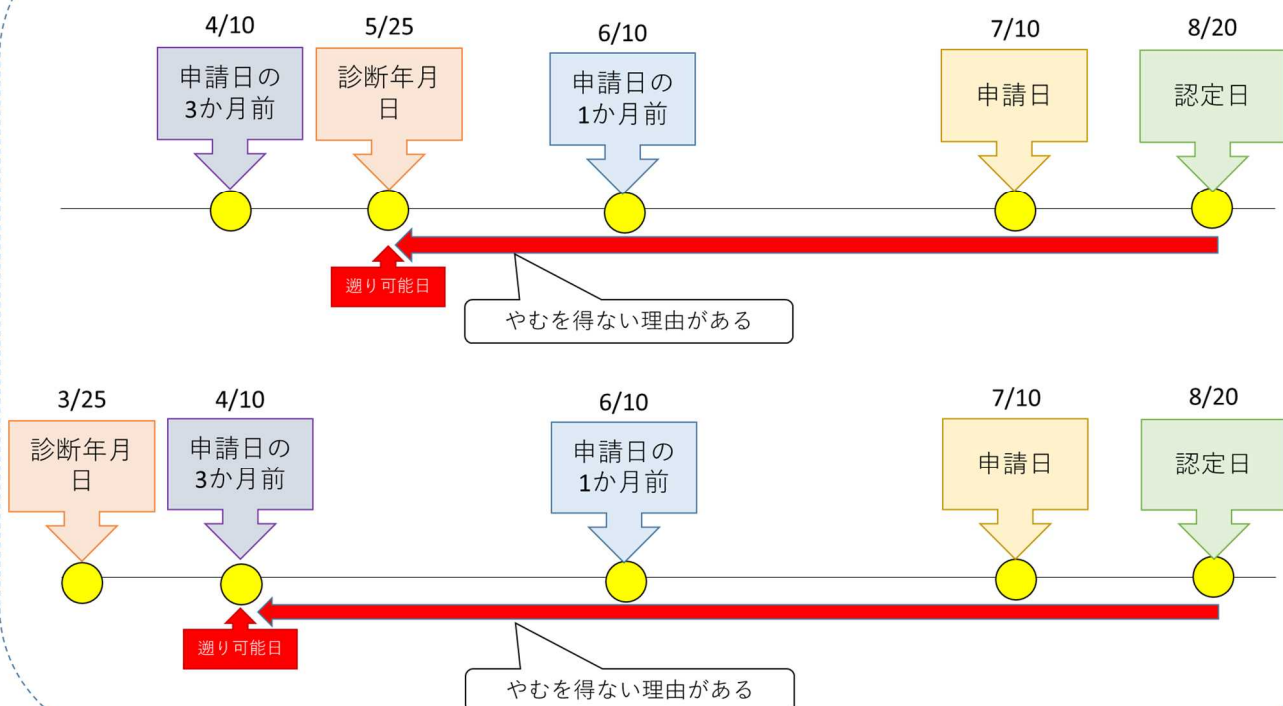 4/10
5/25
6/10
7/10
8/20
申請日の
3か月前
診断年月
日
申請日の
1か月前
申請日
認定日
遡り可能日
やむを得ない理由がある
3/25
4/10
6/10
7/10
8/20
診断年月
日
申請日の
3か月前
申請日の
1か月前
申請日
認定日
遡り可能日
やむを得ない理由がある